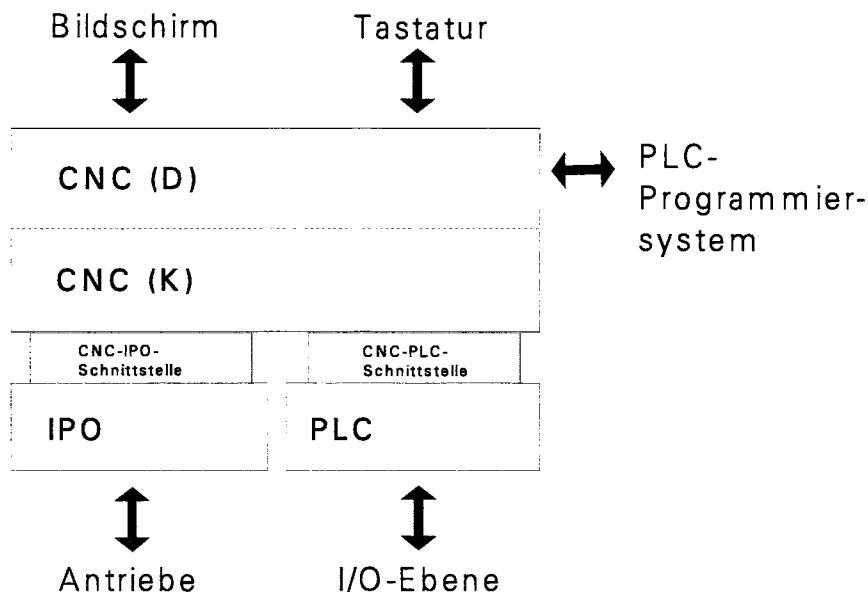 Bildschirm
Tastatur
CNC (D)
PLC-
Programmier-
system
CNC (K)
CNC-IPO-
Schnittstelle
CNC-PLC-
Schnittstelle
IPO
PLC
Antriebe
I/O-Ebene